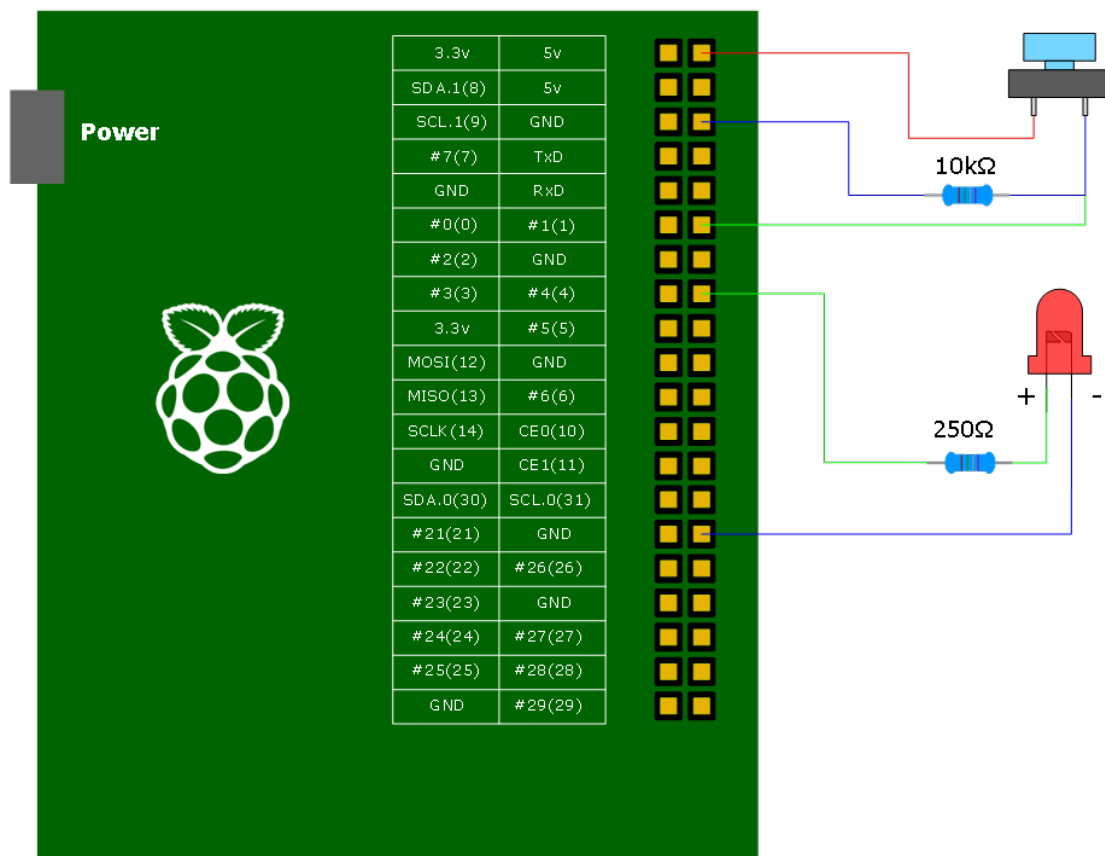 3.3v 5v
SDA.1(8) 5v
Power
SCL.1(9) GND
#7(7) TxD
10kΩ
GND RxD
#0(0) #1(1)
#2(2) GND
#3(3) #4(4)
3.3v #5(5)
MOSI(12) GND
MISO(13) #6(6)
+ -
SCLK(14) CE0(10)
250Ω
GND CE1(11)
SDA.0(30) SCL.0(31)
#21(21) GND
#22(22) #26(26)
#23(23) GND
#24(24) #27(27)
#25(25) #28(28)
GND #29(29)